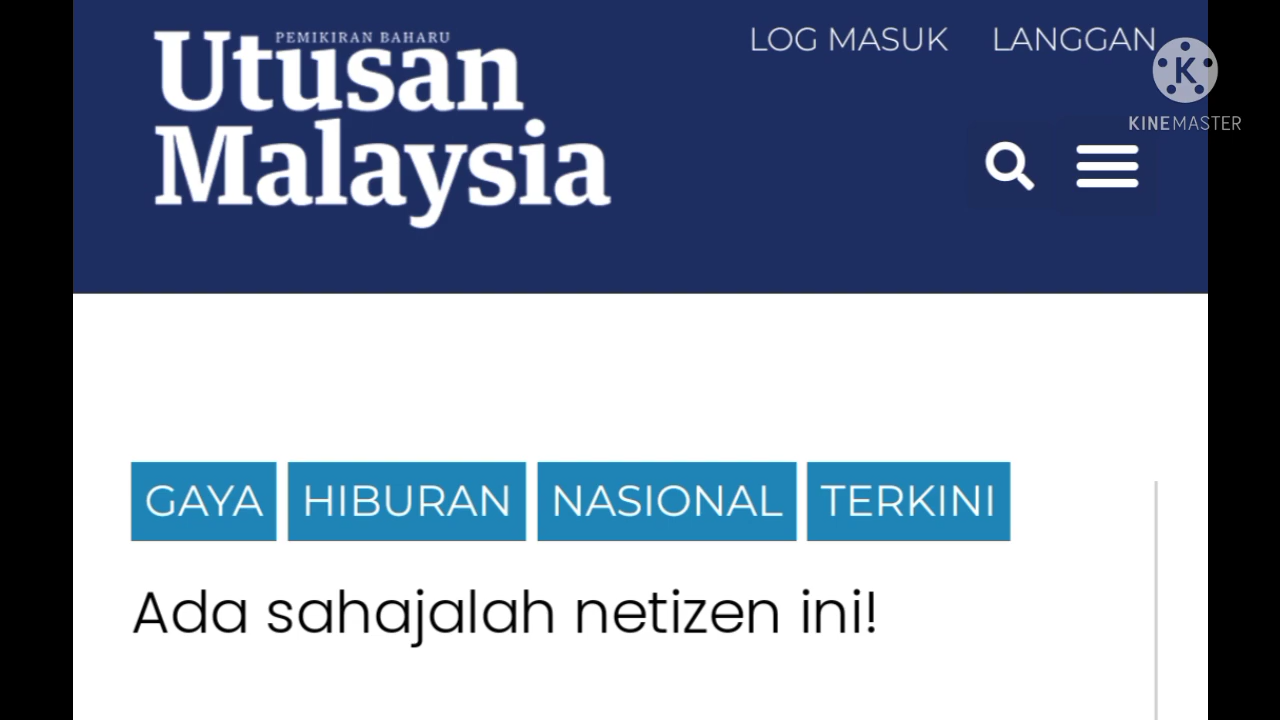 PEMIKIRAN BAHARU
Utusan
Malaysia
LOG MASUK LANGGAN
K
KINEMASTER
GAYA HIBURAN NASIONAL TERKINI
Ada sahajalah netizen ini!